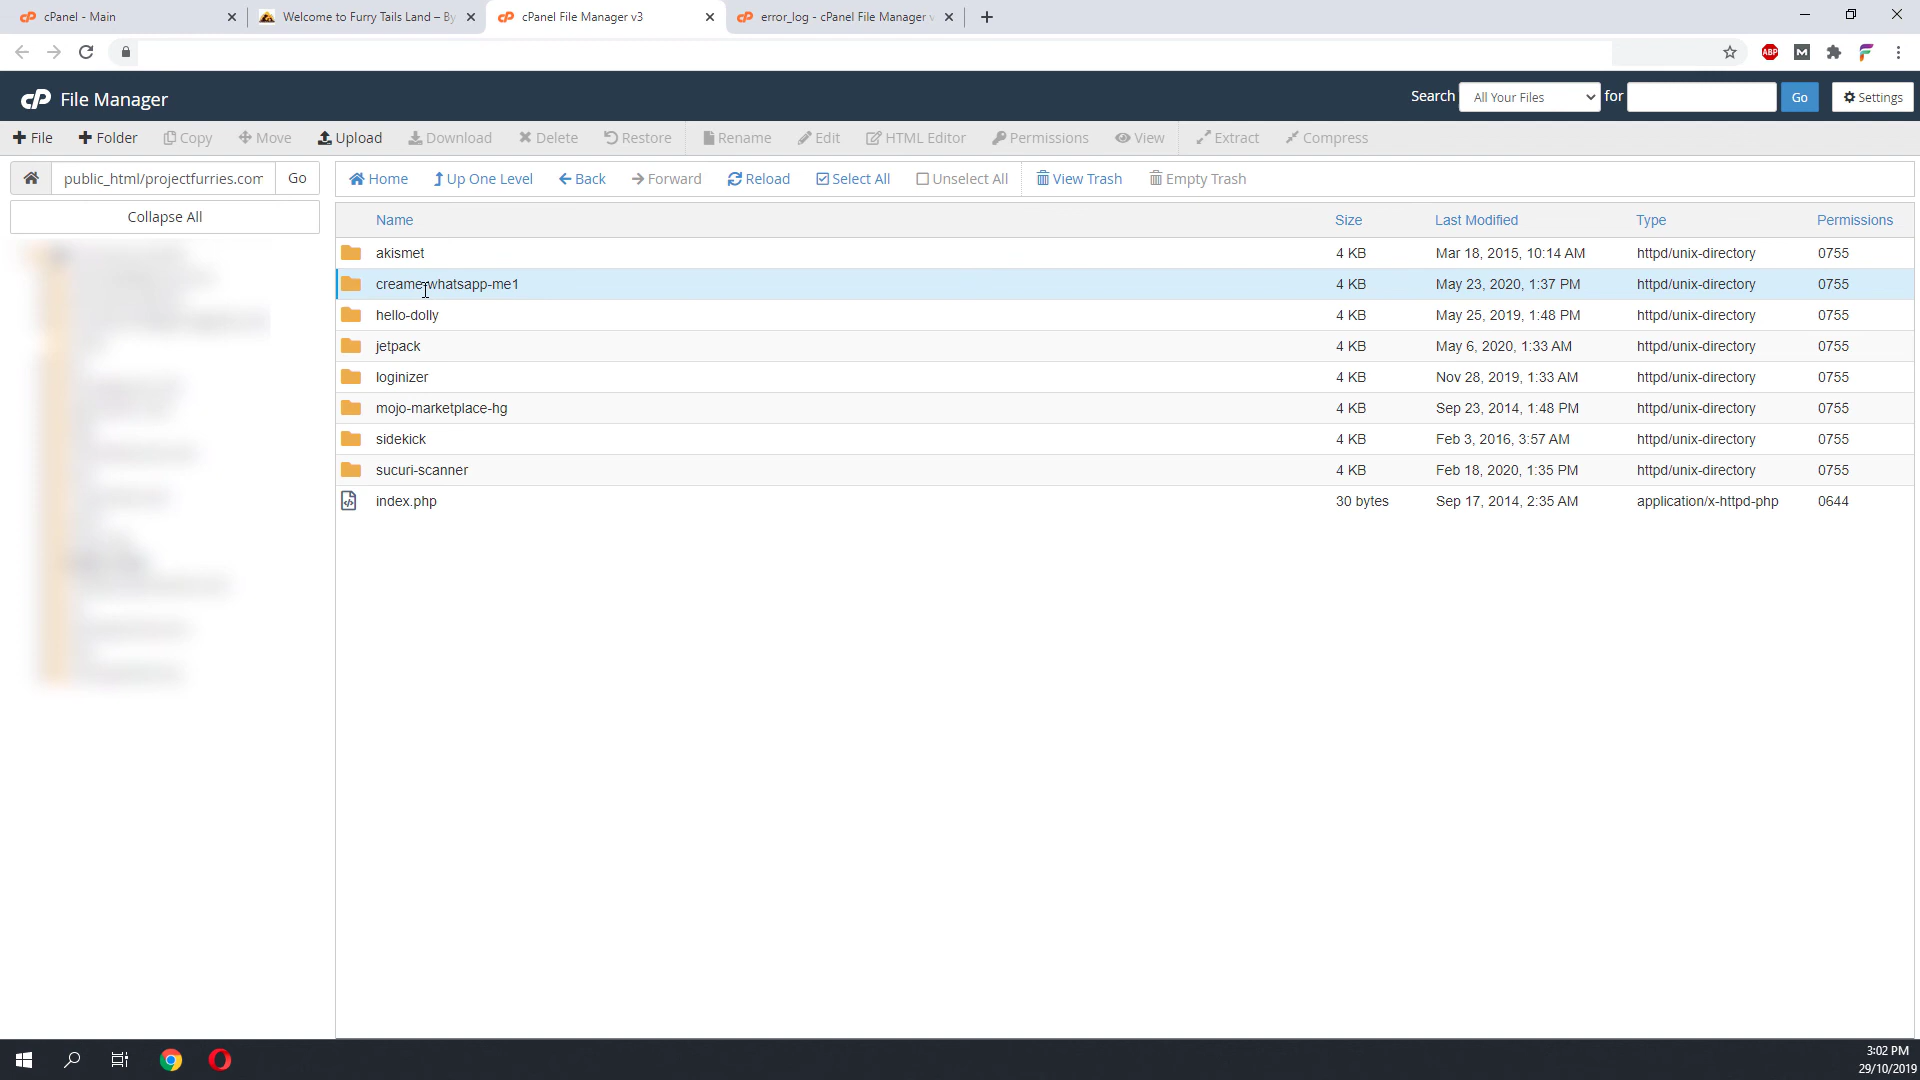 cPanel - Main
Welcome to Furry Tails Land – By
cPanel File Manager v3
error_log - cPanel File Manager v
ABP
M
cP File Manager
Search All Your Files for Go Settings
File Folder Copy Move Upload Download Delete Restore Rename Edit HTML Editor Permissions View Extract Compress
public_html/projectfurries.com Go
Home Up One Level Back Forward Reload Select All Unselect All View Trash Empty Trash
Collapse All
Name Size Last Modified Type Permissions
akismet 4 KB Mar 18, 2015, 10:14 AM httpd/unix-directory 0755
creame-whatsapp-me1 4 KB May 23, 2020, 1:37 PM httpd/unix-directory 0755
hello-dolly 4 KB May 25, 2019, 1:48 PM httpd/unix-directory 0755
jetpack 4 KB May 6, 2020, 1:33 AM httpd/unix-directory 0755
loginizer 4 KB Nov 28, 2019, 1:33 AM httpd/unix-directory 0755
mojo-marketplace-hg 4 KB Sep 23, 2014, 1:48 PM httpd/unix-directory 0755
sidekick 4 KB Feb 3, 2016, 3:57 AM httpd/unix-directory 0755
sucuri-scanner 4 KB Feb 18, 2020, 1:35 PM httpd/unix-directory 0755
index.php 30 bytes Sep 17, 2014, 2:35 AM application/x-httpd-php 0644
3:02 PM
29/10/2019